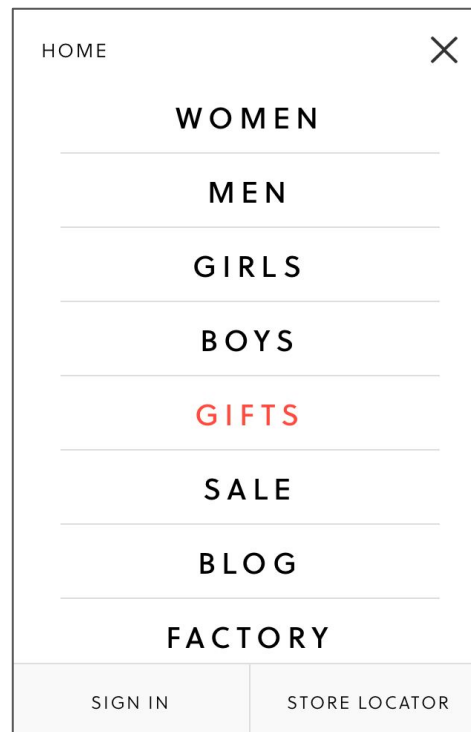 HOME
WOMEN
MEN
GIRLS
BOYS
GIFTS
SALE
BLOG
FACTORY
SIGN IN
STORE LOCATOR